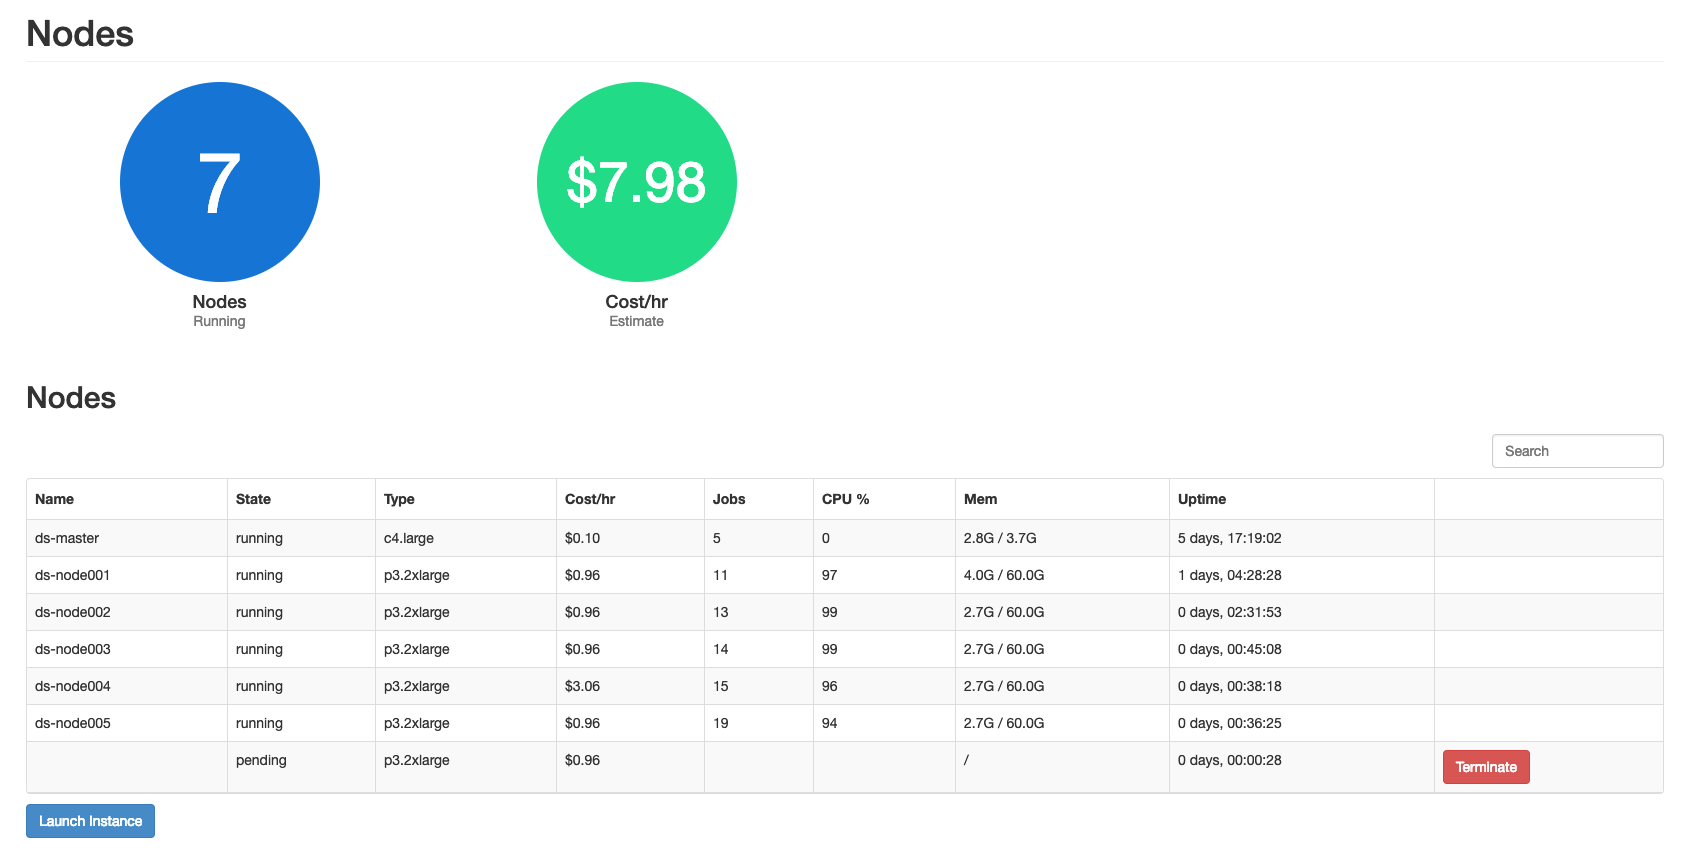 Nodes
7
$7.98
Nodes
Cost/hr
Running
Estimate
Nodes
Search
Name State Type Cost/hr Jobs CPU % Mem Uptime
ds-master running c4.large $0.10 5 0 2.8G / 3.7G 5 days, 17:19:02
ds-node001 running p3.2xlarge $0.96 11 97 4.0G / 60.0G 1 days, 04:28:28
ds-node002 running p3.2xlarge $0.96 13 99 2.7G / 60.0G 0 days, 02:31:53
ds-node003 running p3.2xlarge $0.96 14 99 2.7G / 60.0G 0 days, 00:45:08
ds-node004 running p3.2xlarge $3.06 15 96 2.7G / 60.0G 0 days, 00:38:18
ds-node005 running p3.2xlarge $0.96 19 94 2.7G / 60.0G 0 days, 00:36:25
pending p3.2xlarge $0.96 / 0 days, 00:00:28 Terminate
Launch Instance